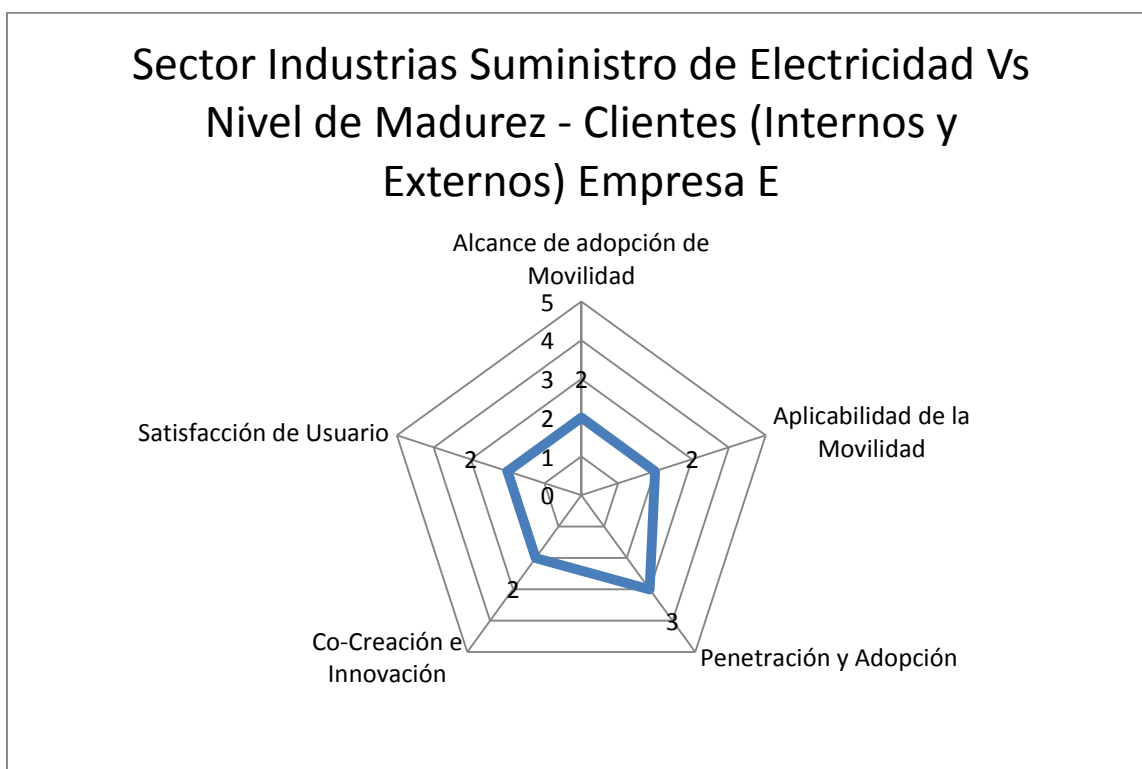 Sector Industrias Suministro de Electricidad Vs
Nivel de Madurez - Clientes (Internos y
Externos) Empresa E
Alcance de adopción de
Movilidad
5
4
3
2
2
1
0
Aplicabilidad de la
Movilidad
2
Satisfacción de Usuario
2
2
3
Co-Creación e
Innovación
Penetración y Adopción